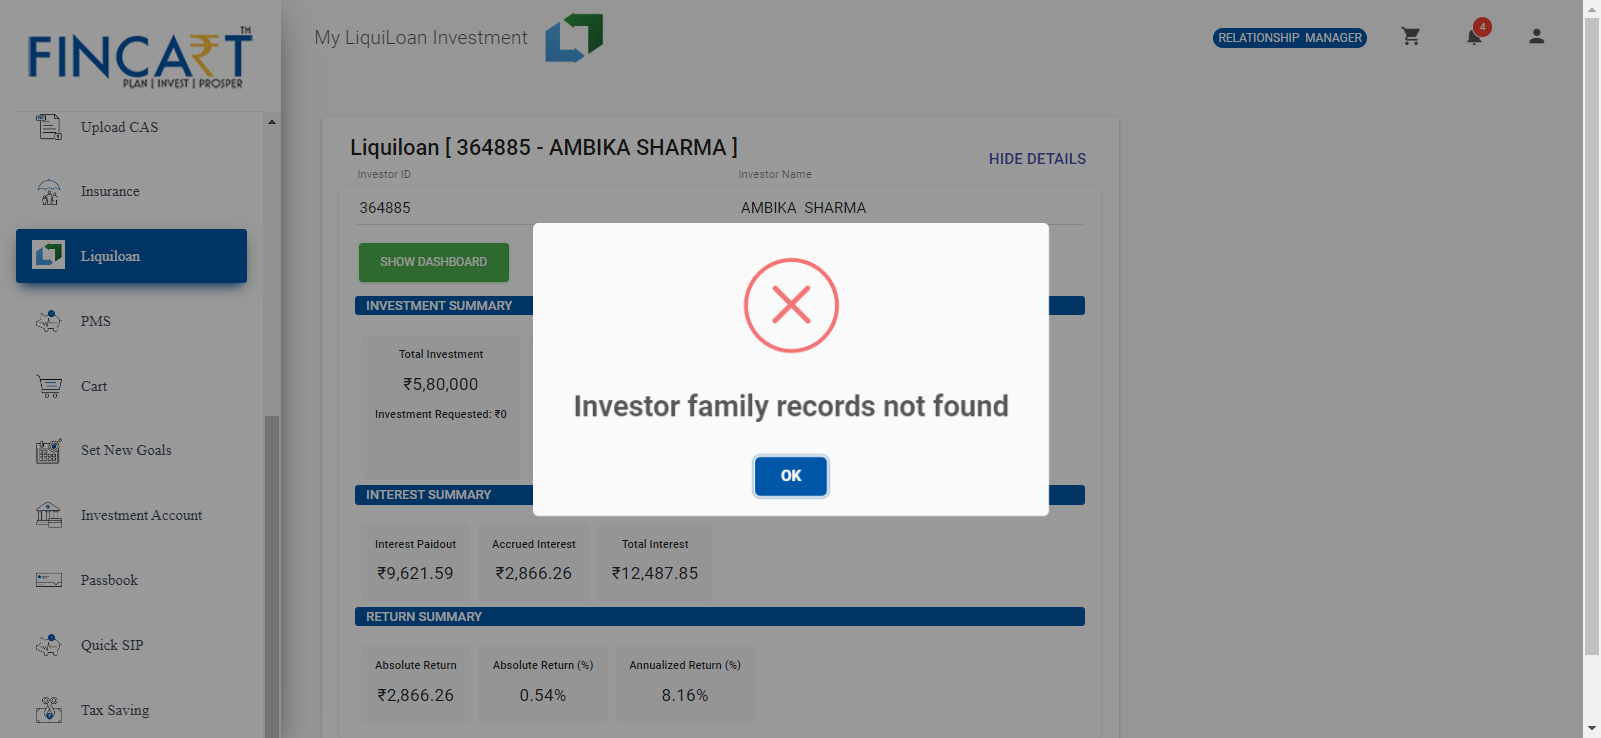 FINCART TM
PLAN | INVEST | PROSPER
My LiquiLoan Investment
RELATIONSHIP MANAGER
4
Upload CAS
Insurance
Liquiloan
PMS
Cart
Set New Goals
Investment Account
Passbook
Quick SIP
Tax Saving
Liquiloan [ 364885 - AMBIKA SHARMA ]
HIDE DETAILS
Investor ID
Investor Name
364885
AMBIKA SHARMA
SHOW DASHBOARD
INVESTMENT SUMMARY
Total Investment
₹5,80,000
Investment Requested: ₹0
Investor family records not found
OK
INTEREST SUMMARY
Interest Paidout
Accrued Interest
Total Interest
₹9,621.59
₹2,866.26
₹12,487.85
RETURN SUMMARY
Absolute Return
Absolute Return (%)
Annualized Return (%)
₹2,866.26
0.54%
8.16%